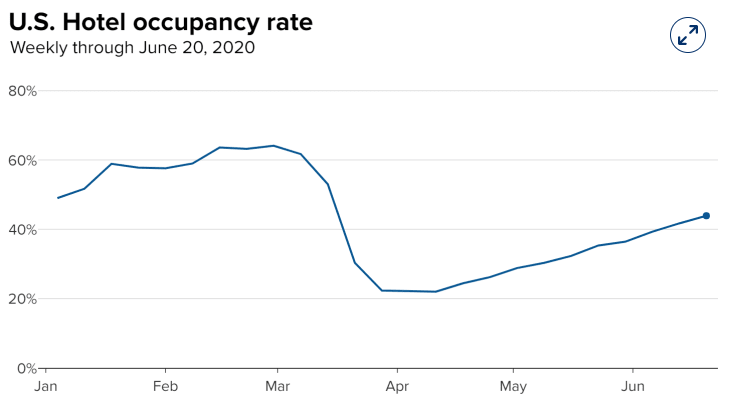 U.S. Hotel occupancy rate
Weekly through June 20, 2020
80%
60%
40%
20%
0%
Jan Feb Mar Apr May Jun